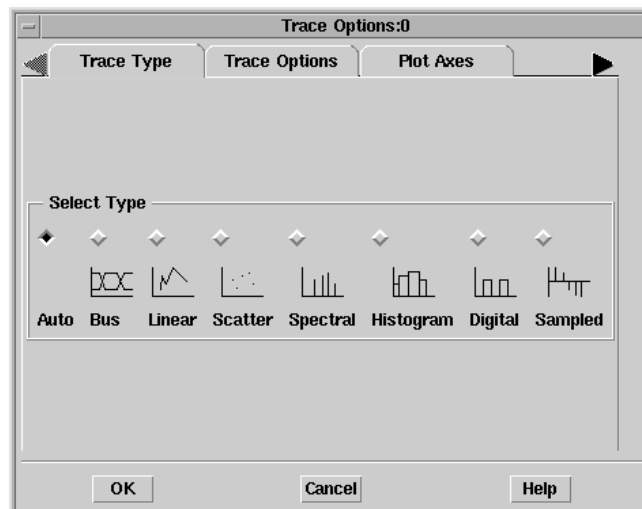 Trace Options:0
Trace Type Trace Options Plot Axes
Select Type
Auto Bus Linear Scatter Spectral Histogram Digital Sampled
OK Cancel Help